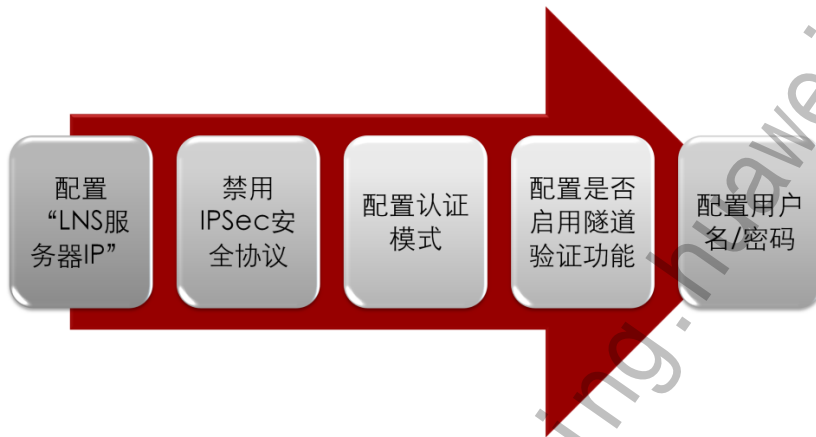 配置
“LNS服
务器IP”
禁用
IPSec安
全协议
配置认证
模式
配置是否
启用隧道
验证功能
配置用户
名/密码
ing.huawei.